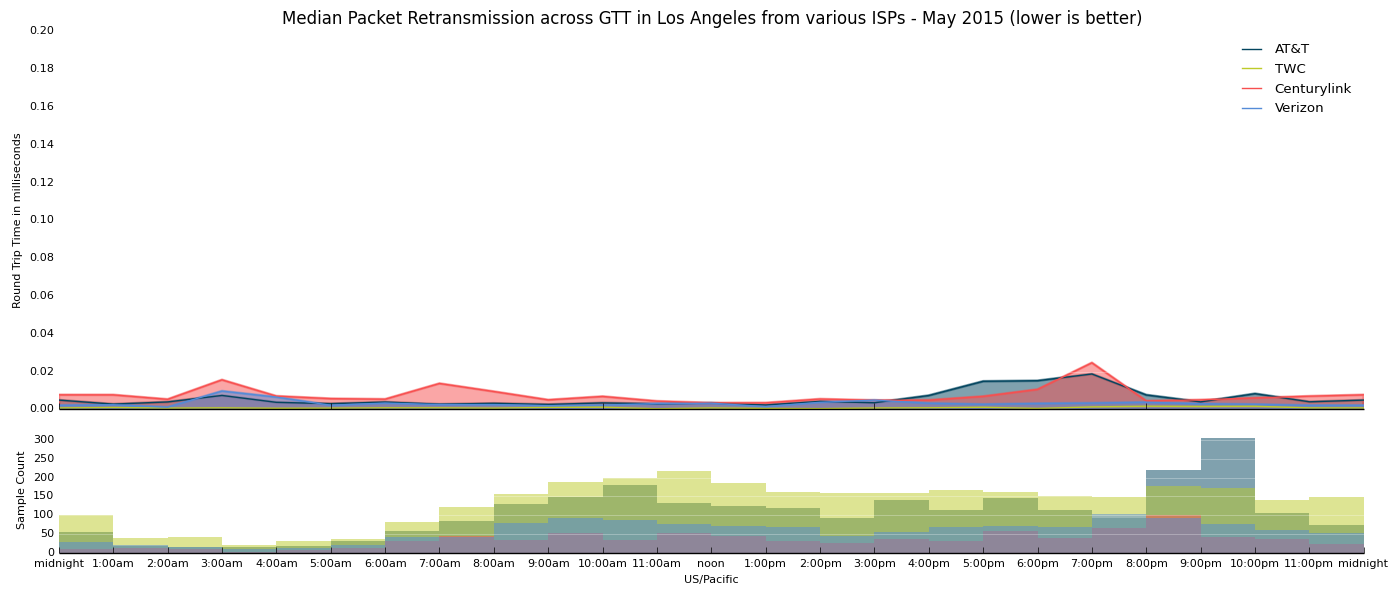 Median Packet Retransmission across GTT in Los Angeles from various ISPs - May 2015 (lower is better)
0.20
0.18
0.16
0.14
0.12
0.10
0.08
0.06
0.04
0.02
0.00
Round Trip Time in milliseconds
AT&T
TWC
Centurylink
Verizon
300
250
200
150
100
50
0
Sample Count
midnight 1:00am 2:00am 3:00am 4:00am 5:00am 6:00am 7:00am 8:00am 9:00am 10:00am 11:00am noon 1:00pm 2:00pm 3:00pm 4:00pm 5:00pm 6:00pm 7:00pm 8:00pm 9:00pm 10:00pm 11:00pm midnight
US/Pacific